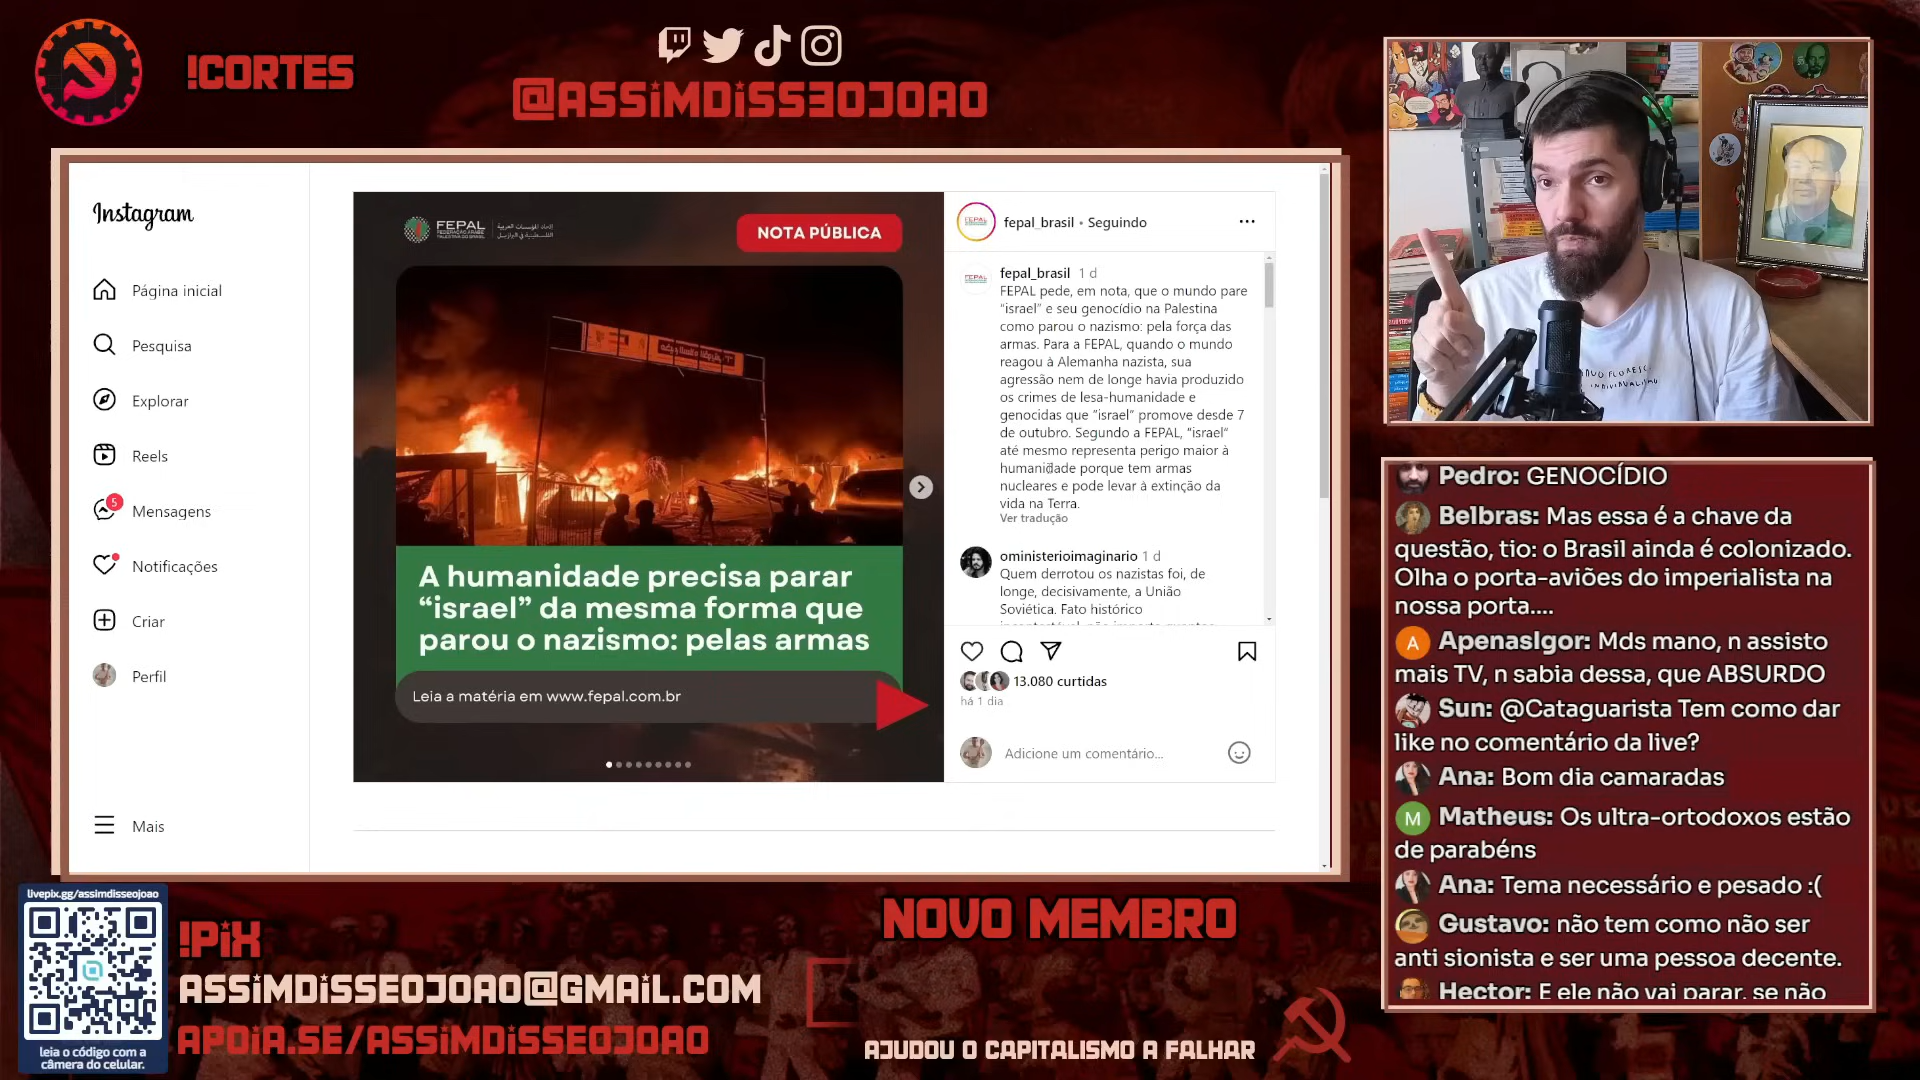 !CORTES
@ASSIMDISSEOJOAO
Instagram
Página inicial
Pesquisa
Explorar
Reels
5
Mensagens
Notificações
Criar
Perfil
Mais
FEPAL
NOTA PÚBLICA
A humanidade precisa parar
“israel” da mesma forma que
parou o nazismo: pelas armas
Leia a matéria em www.fepal.com.br
fepal_brasil • Seguindo
fepal_brasil 1 d
FEPAL pede, em nota, que o mundo pare
“israel” e seu genocídio na Palestina
como parou o nazismo: pela força das
armas. Para a FEPAL, quando o mundo
reagou à Alemanha nazista, sua
agressão nem de longe havia produzido
os crimes de lesa-humanidade e
genocidas que “israel” promove desde 7
de outubro. Segundo a FEPAL, “israel”
até mesmo representa perigo maior à
humanidade porque tem armas
nucleares e pode levar à extinção da
vida na Terra.
Ver tradução
oministerioimaginario 1 d
Quem derrotou os nazistas foi, de
longe, decisivamente, a União
Soviética. Fato histórico
13.080 curtidas
há 1 dia
Adicione um comentário...
Pedro: GENOCÍDIO
Belbras: Mas essa é a chave da
questão, tio: o Brasil ainda é colonizado.
Olha o porta-aviões do imperialista na
nossa porta....
A
ApenasIgor: Mds mano, n assisto
mais TV, n sabia dessa, que ABSURDO
Sun: @Cataguarista Tem como dar
like no comentário da live?
Ana: Bom dia camaradas
M
Matheus: Os ultra-ortodoxos estão
de parabéns
Ana: Tema necessário e pesado :(
Gustavo: não tem como não ser
anti sionista e ser uma pessoa decente.
Hector: E ele não vai parar, se não
livepix.gg/assimdisseojoao
leia o código com a
câmera do celular.
!PIX
ASSIMDISSEOJOAO@GMAIL.COM
APOIA.SE/ASSIMDISSEOJOAO
NOVO MEMBRO
AJUDOU O CAPITALISMO A FALHAR